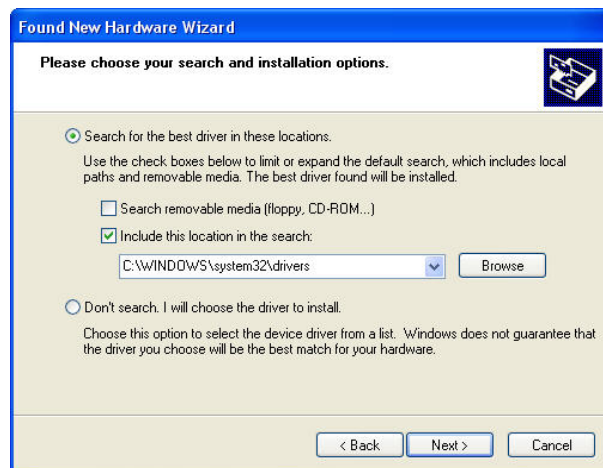 Found New Hardware Wizard
Please choose your search and installation options.
Search for the best driver in these locations.
Use the check boxes below to limit or expand the default search, which includes local
paths and removable media. The best driver found will be installed.
Search removable media (floppy, CD-ROM...)
Include this location in the search:
C:\WINDOWS\system32\drivers
Browse
Don't search. I will choose the driver to install.
Choose this option to select the device driver from a list. Windows does not guarantee that
the driver you choose will be the best match for your hardware.
< Back Next > Cancel